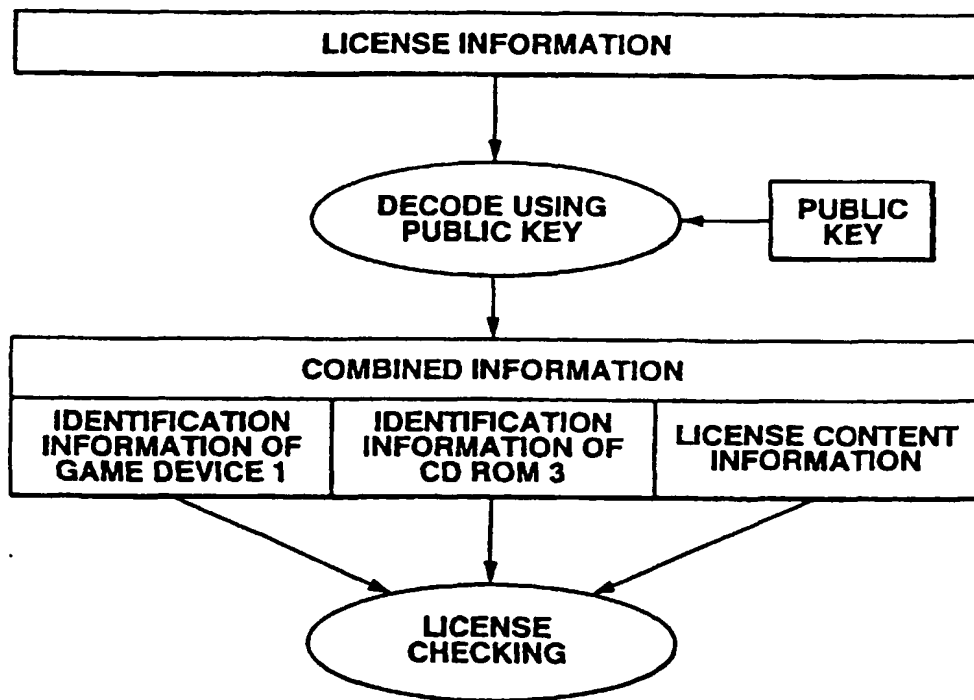 LICENSE INFORMATION
DECODE USING
PUBLIC KEY
PUBLIC
KEY
COMBINED INFORMATION
IDENTIFICATION
INFORMATION OF
GAME DEVICE 1
IDENTIFICATION
INFORMATION OF
CD ROM 3
LICENSE CONTENT
INFORMATION
LICENSE
CHECKING